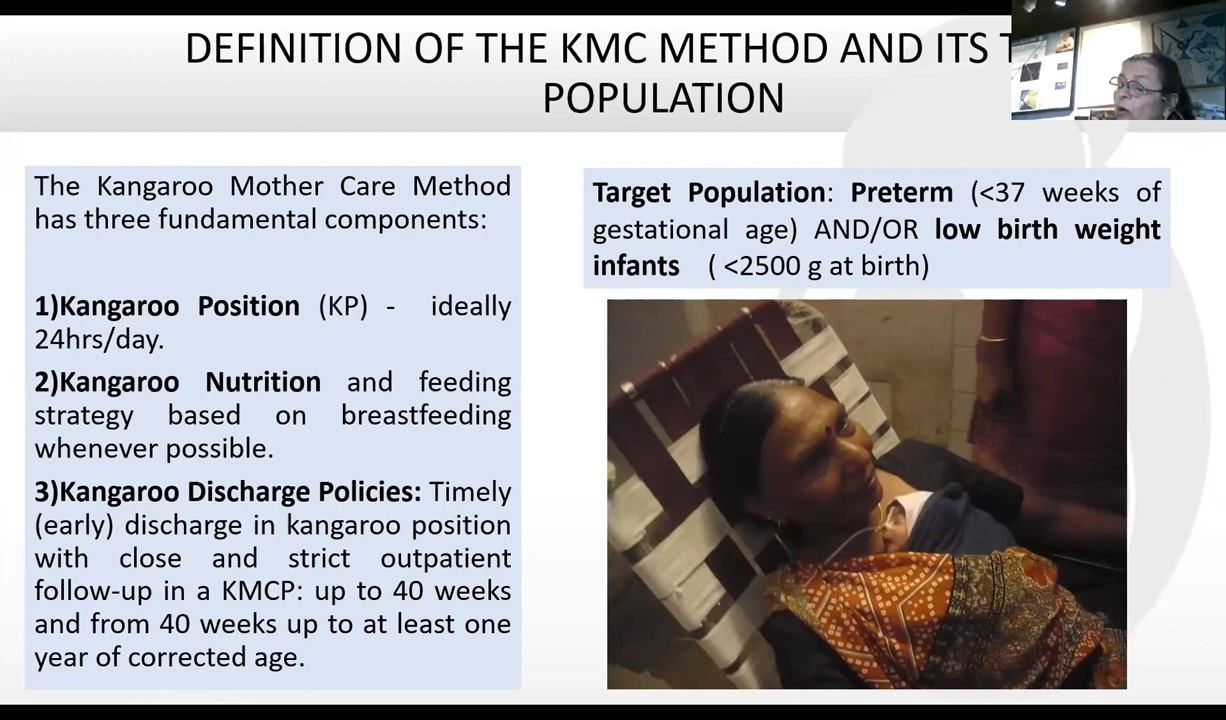 DEFINITION OF THE KMC METHOD AND ITS
POPULATION
The Kangaroo Mother Care Method
has three fundamental components:
1)Kangaroo Position (KP) - ideally
24hrs/day.
2)Kangaroo Nutrition and feeding
strategy based on breastfeeding
whenever possible.
3)Kangaroo Discharge Policies: Timely
(early) discharge in kangaroo position
with close and strict outpatient
follow-up in a KMCP: up to 40 weeks
and from 40 weeks up to at least one
year of corrected age.
Target Population: Preterm (<37 weeks of
gestational age) AND/OR low birth weight
infants ( <2500 g at birth)